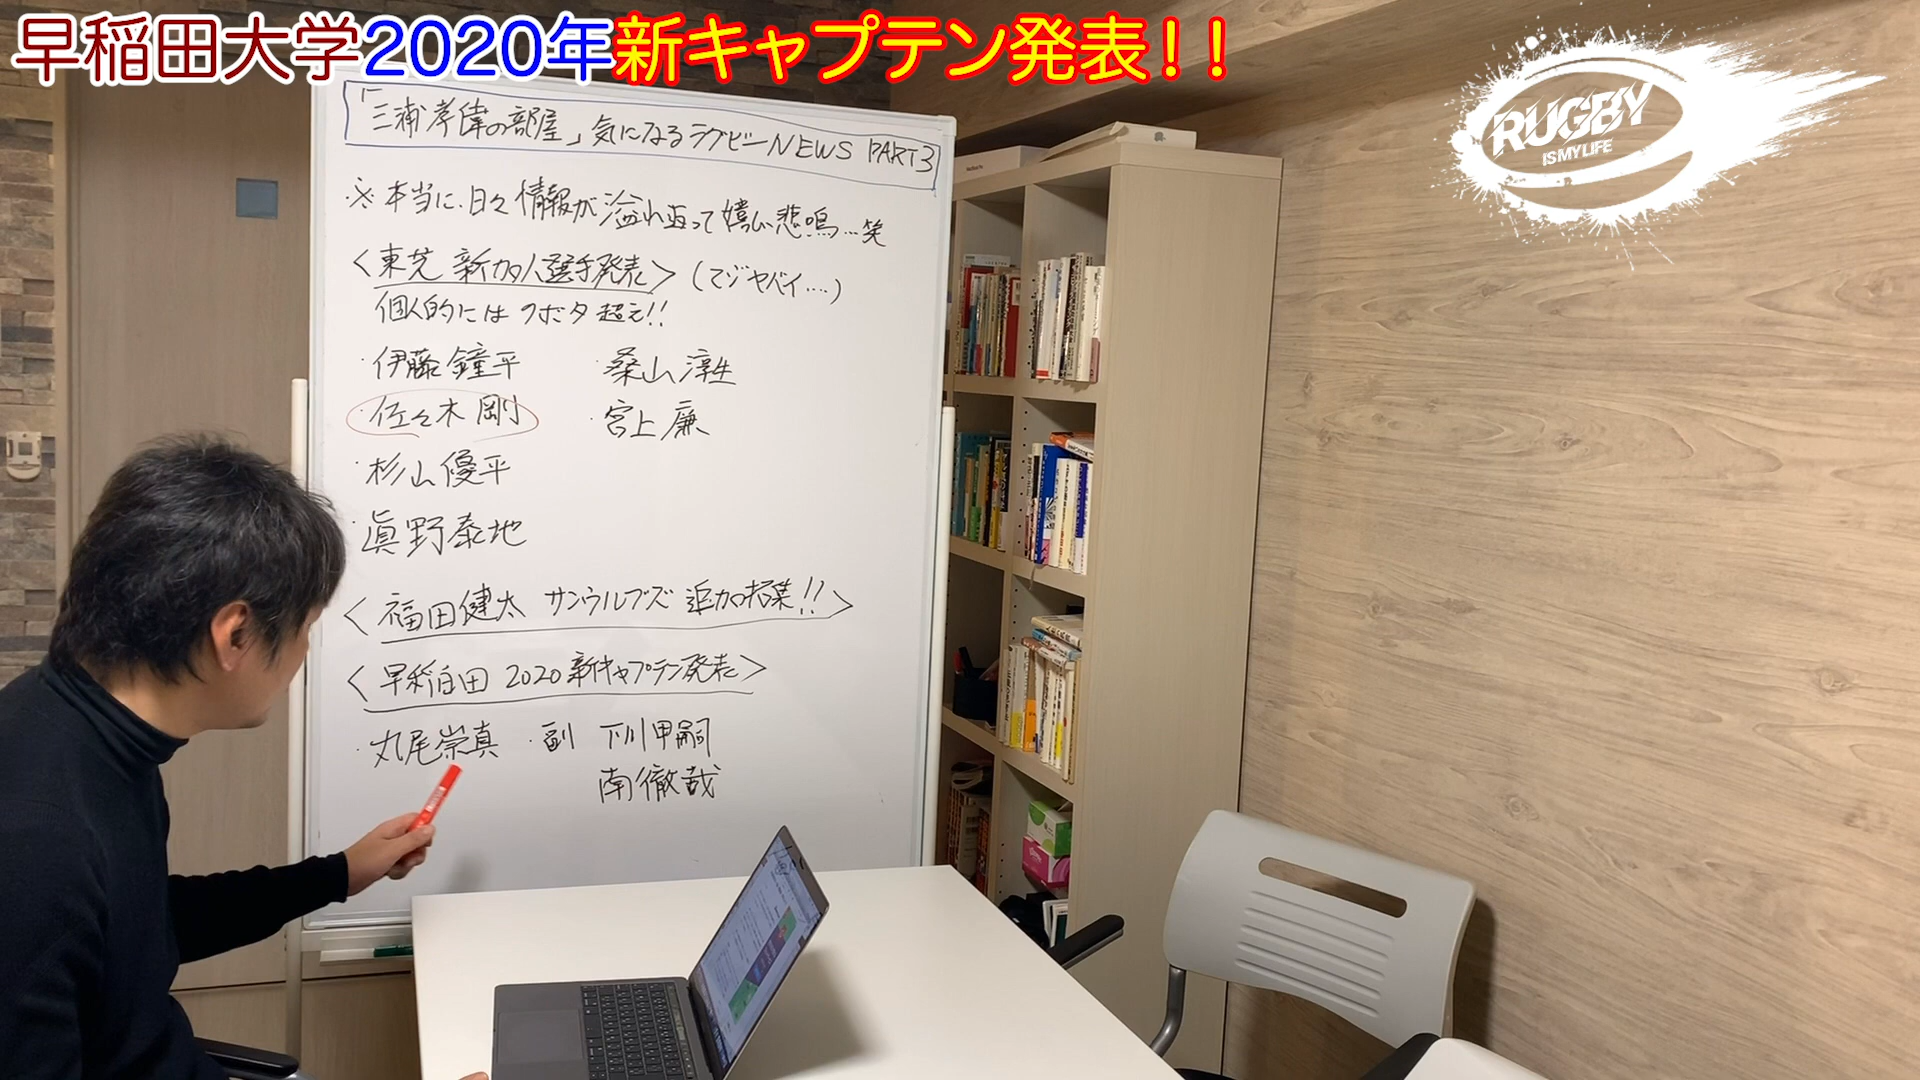 早稲田大学2020年新キャプテン発表!!
RUGBY
IS MY LIFE
「三浦孝偉の部屋」気になるラグビーNEWS PART3
※本当に、日々情報が溢れ返って嬉しい悲鳴…笑
<東芝 新加入選手発表>(マジヤバイ....)
個人的にはクボタ超え!!
・伊藤鐘平 ・桑山淳生
・佐々木剛 ・宮上廉
・杉山優平
・眞野泰地
<福田健太 サンウルブズ 追加招集!!>
<早稲田 2020新キャプテン発表>
・丸尾崇真 ・副 下川甲嗣
南徹哉